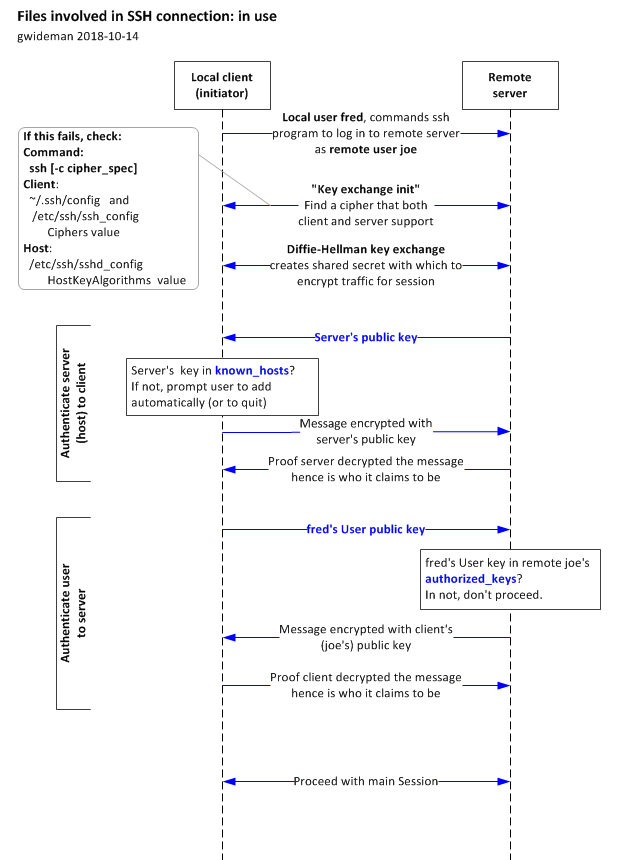 Files involved in SSH connection: in use
gwideman 2018-10-14
Local client
(initiator)
Remote
server
Local user fred, commands ssh
program to log in to remote server
as remote user joe
If this fails, check:
Command:
ssh [-c cipher_spec]
Client:
~/.ssh/config   and
/etc/ssh/ssh_config
Ciphers value
Host:
/etc/ssh/sshd_config
HostKeyAlgorithms  value
"Key exchange init"
Find a cipher that both
client and server support
Diffie-Hellman key exchange
creates shared secret with which to
encrypt traffic for session
Authenticate server
(host) to client
Server's public key
Server's  key in known_hosts?
If not, prompt user to add
automatically (or to quit)
Message encrypted with
server's public key
Proof server decrypted the message
hence is who it claims to be
Authenticate user
to server
fred's User public key
fred's User key in remote joe's
authorized_keys?
In not, don't proceed.
Message encrypted with client's
(joe's) public key
Proof client decrypted the message
hence is who it claims to be
Proceed with main Session